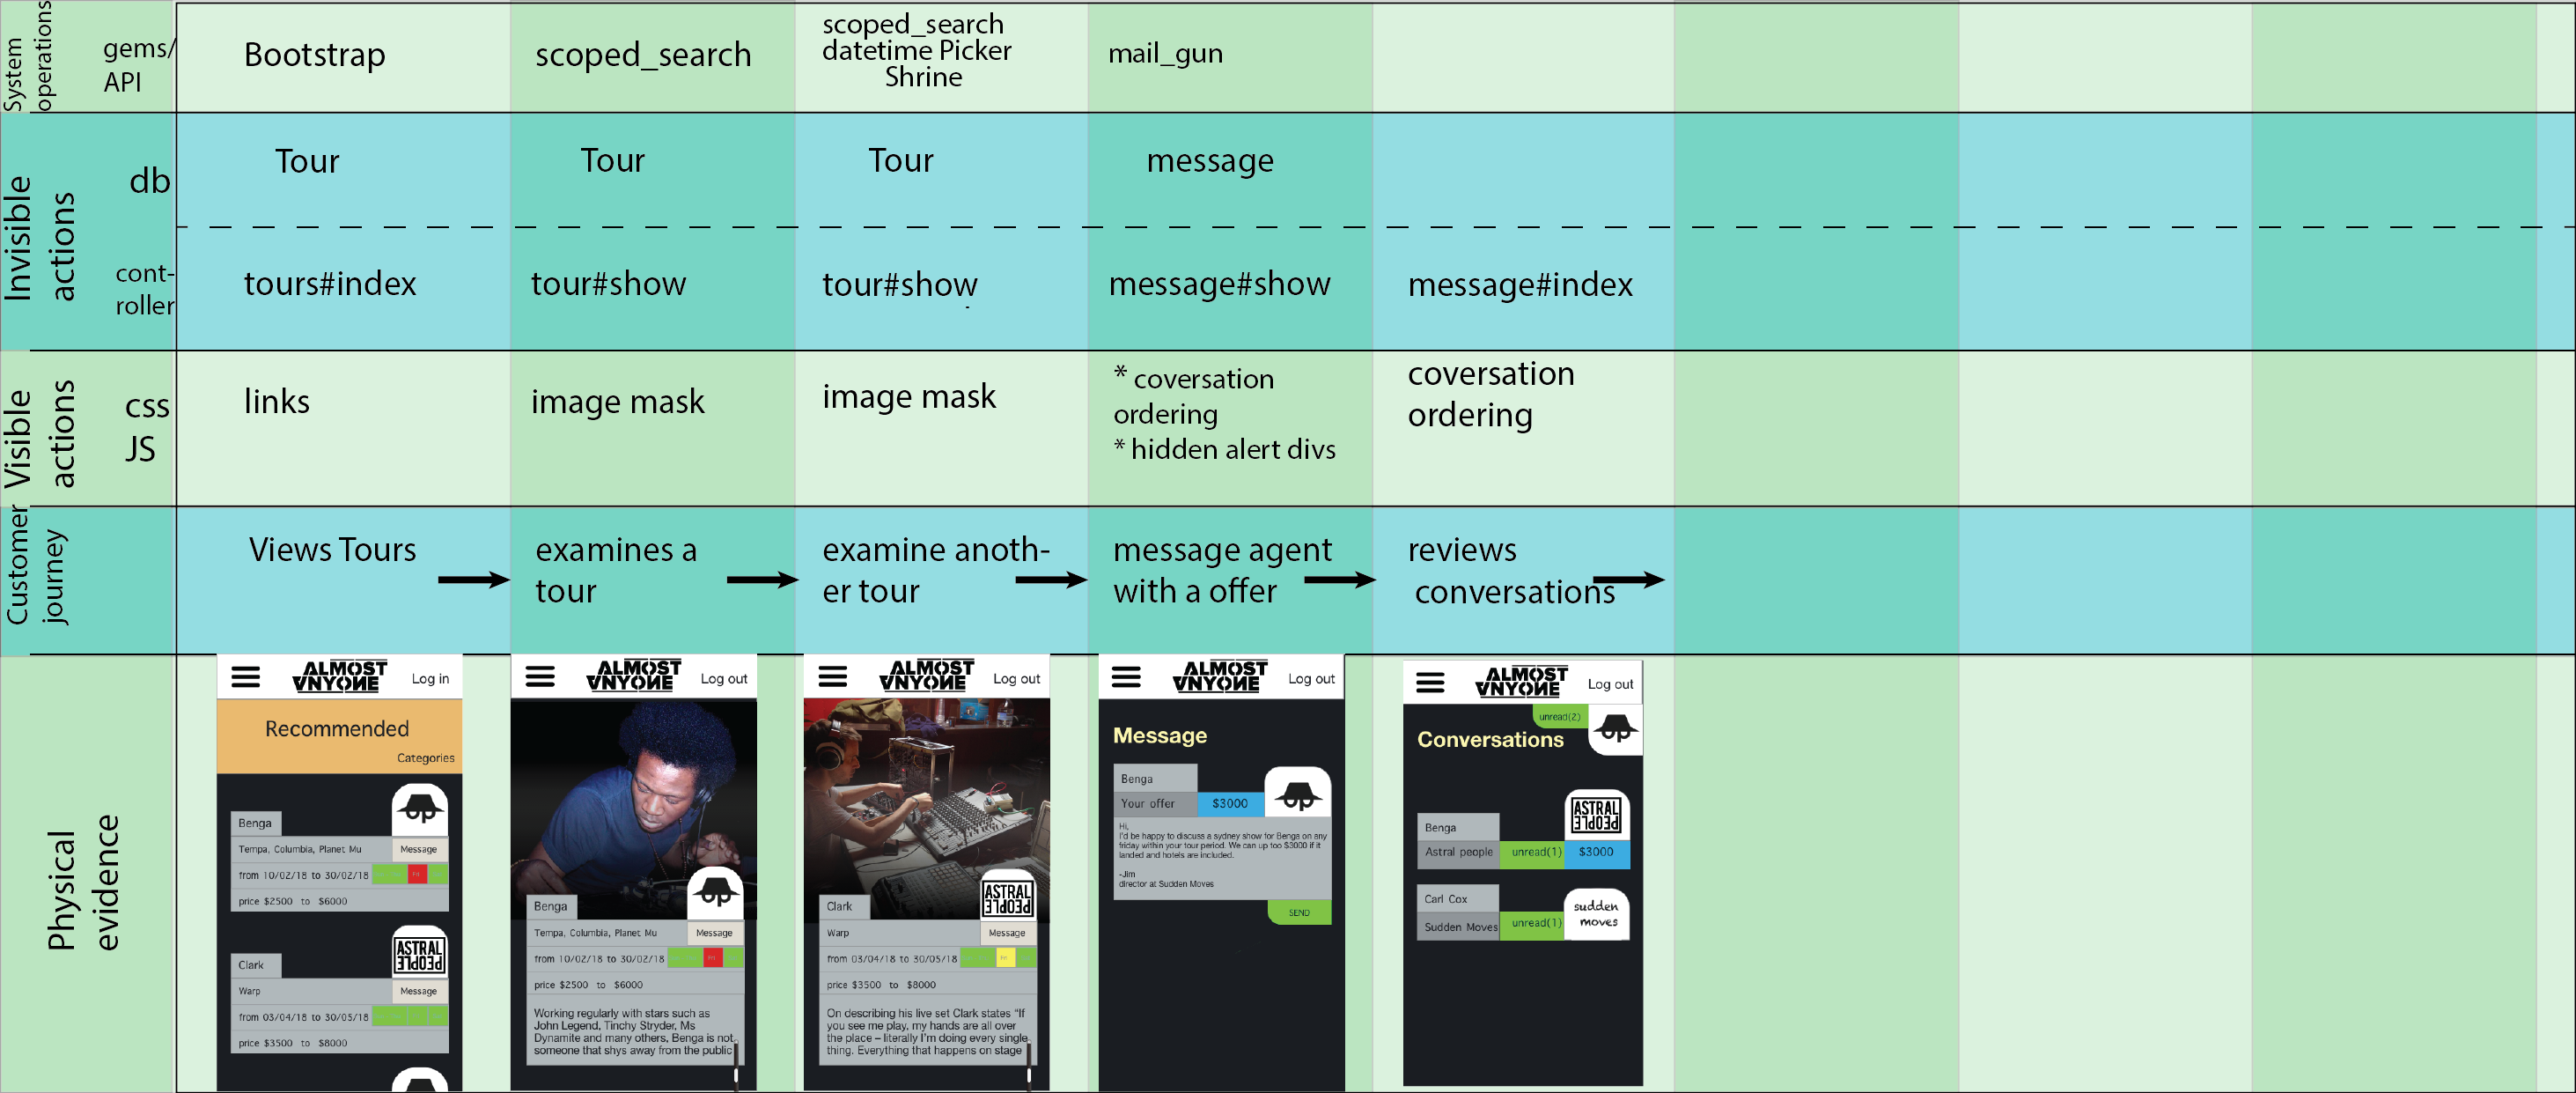 System
operations
gems/
API
Bootstrap
scoped_search
scoped_search
datetime Picker
Shrine
mail_gun
Invisible
actions
db
Tour
Tour
Tour
message
cont-
roller
tours#index
tour#show
tour#show
message#show
message#index
Visible
actions
css
JS
links
image mask
image mask
* coversation
ordering
* hidden alert divs
coversation
ordering
Customer
journey
Views Tours
examines a
tour
examine anoth-
er tour
message agent
with a offer
reviews
conversations
Physical
evidence
ALMOST
ANYONE
Log in
Recommended
Categories
Benga
op
Tempa, Columbia, Planet Mu
Message
from 10/02/18 to 30/02/18
price $2500 to $6000
Clark
ASTRAL
PEOPLE
Warp
Message
from 03/04/18 to 30/05/18
price $3500 to $8000
ALMOST
ANYONE
Log out
Benga
op
Tempa, Columbia, Planet Mu
Message
from 10/02/18 to 30/02/18
price $2500 to $6000
Working regularly with stars such as
John Legend, Tinchy Stryder, Ms
Dynamite and many others, Benga is not
someone that shys away from the public
ALMOST
ANYONE
Log out
Clark
ASTRAL
PEOPLE
Warp
Message
from 03/04/18 to 30/05/18
price $3500 to $8000
On describing his live set Clark states “If
you see me play, my hands are all over
the place – literally I’m doing every single
thing. Everything that happens on stage
ALMOST
ANYONE
Log out
Message
Benga
op
Your offer $3000
Hi,
I'd be happy to discuss a sydney show for Benga on any
friday within your tour period. We can up too $3000 if it
landed and hotels are included.
-Jim
director at Sudden Moves
SEND
ALMOST
ANYONE
Log out
unread(2)
op
Conversations
Benga
ASTRAL
PEOPLE
Astral people unread(1) $3000
Carl Cox
sudden
moves
Sudden Moves unread(1)